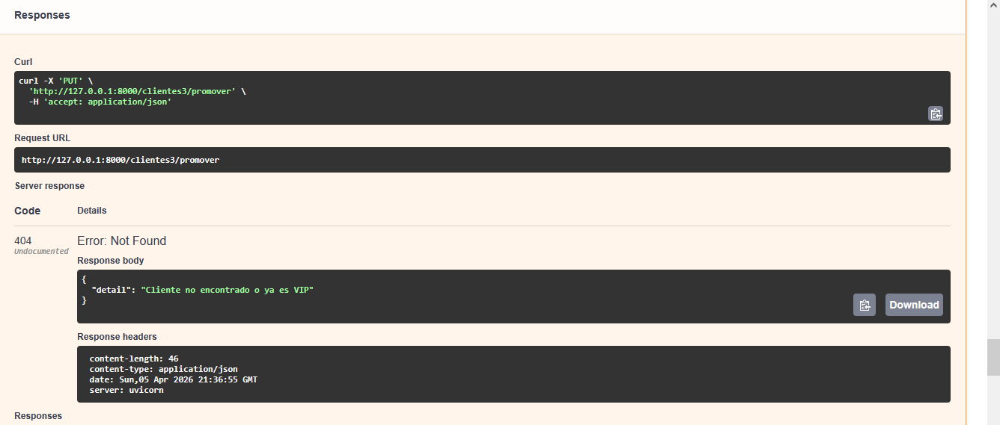 Responses
Curl
curl -X 'PUT' \
  'http://127.0.0.1:8000/clientes3/promover' \
  -H 'accept: application/json'
Request URL
http://127.0.0.1:8000/clientes3/promover
Server response
Code Details
404 Error: Not Found
Undocumented
Response body
{
  "detail": "Cliente no encontrado o ya es VIP"
}
Download
Response headers
content-length: 46
content-type: application/json
date: Sun,05 Apr 2026 21:36:55 GMT
server: uvicorn
Responses